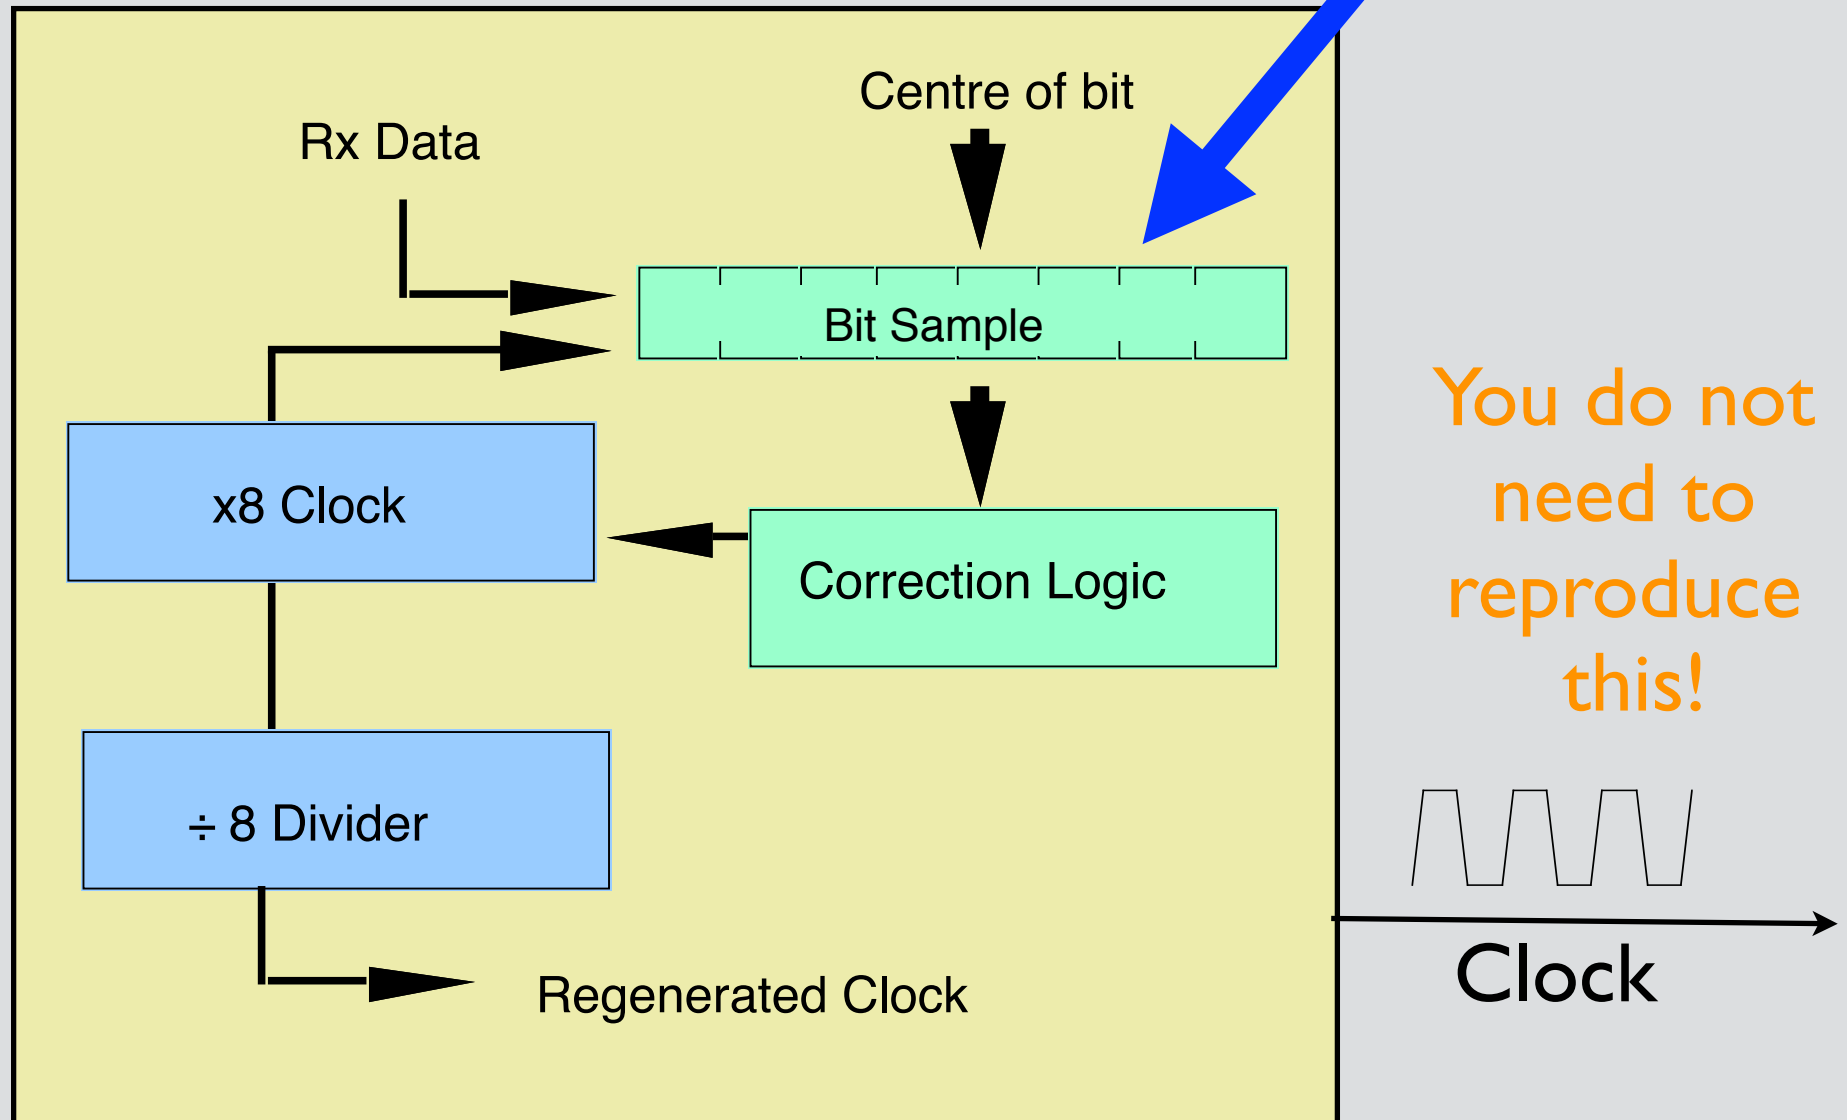 Centre of bit
Rx Data
Bit Sample
x8 Clock
Correction Logic
÷ 8 Divider
Regenerated Clock
You do not
need to
reproduce
this!
Clock